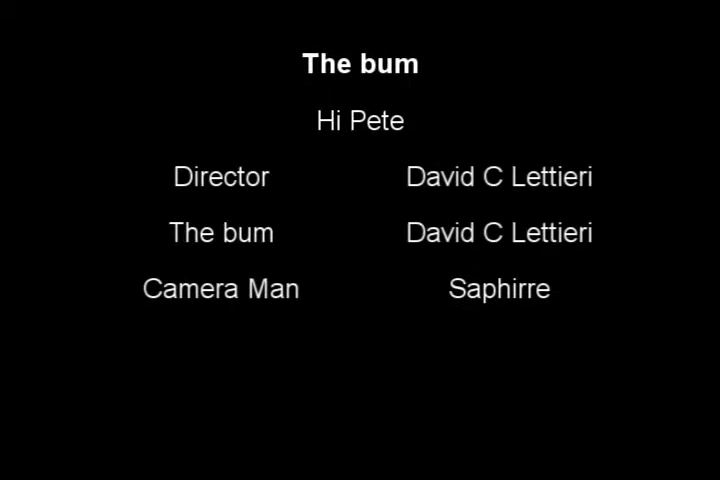 The bum
Hi Pete
Director David C Lettieri
The bum David C Lettieri
Camera Man Saphirre